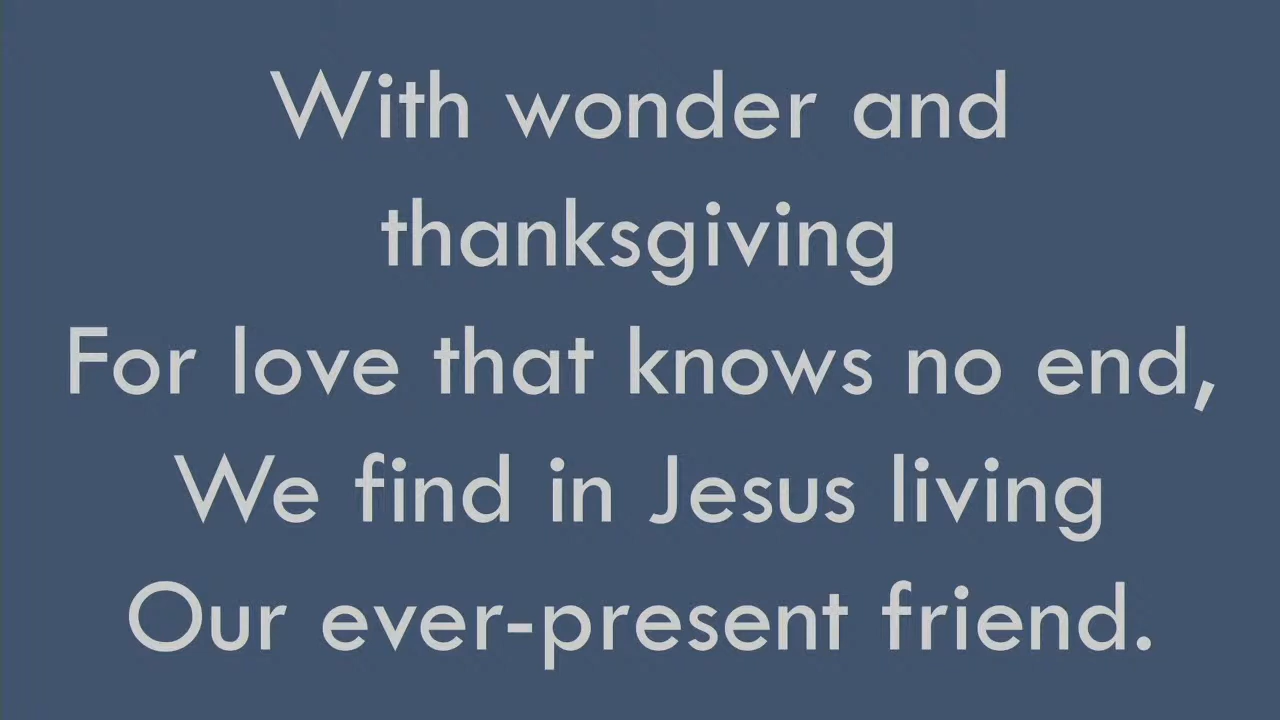 With wonder and
thanksgiving
For love that knows no end,
We find in Jesus living
Our ever-present friend.